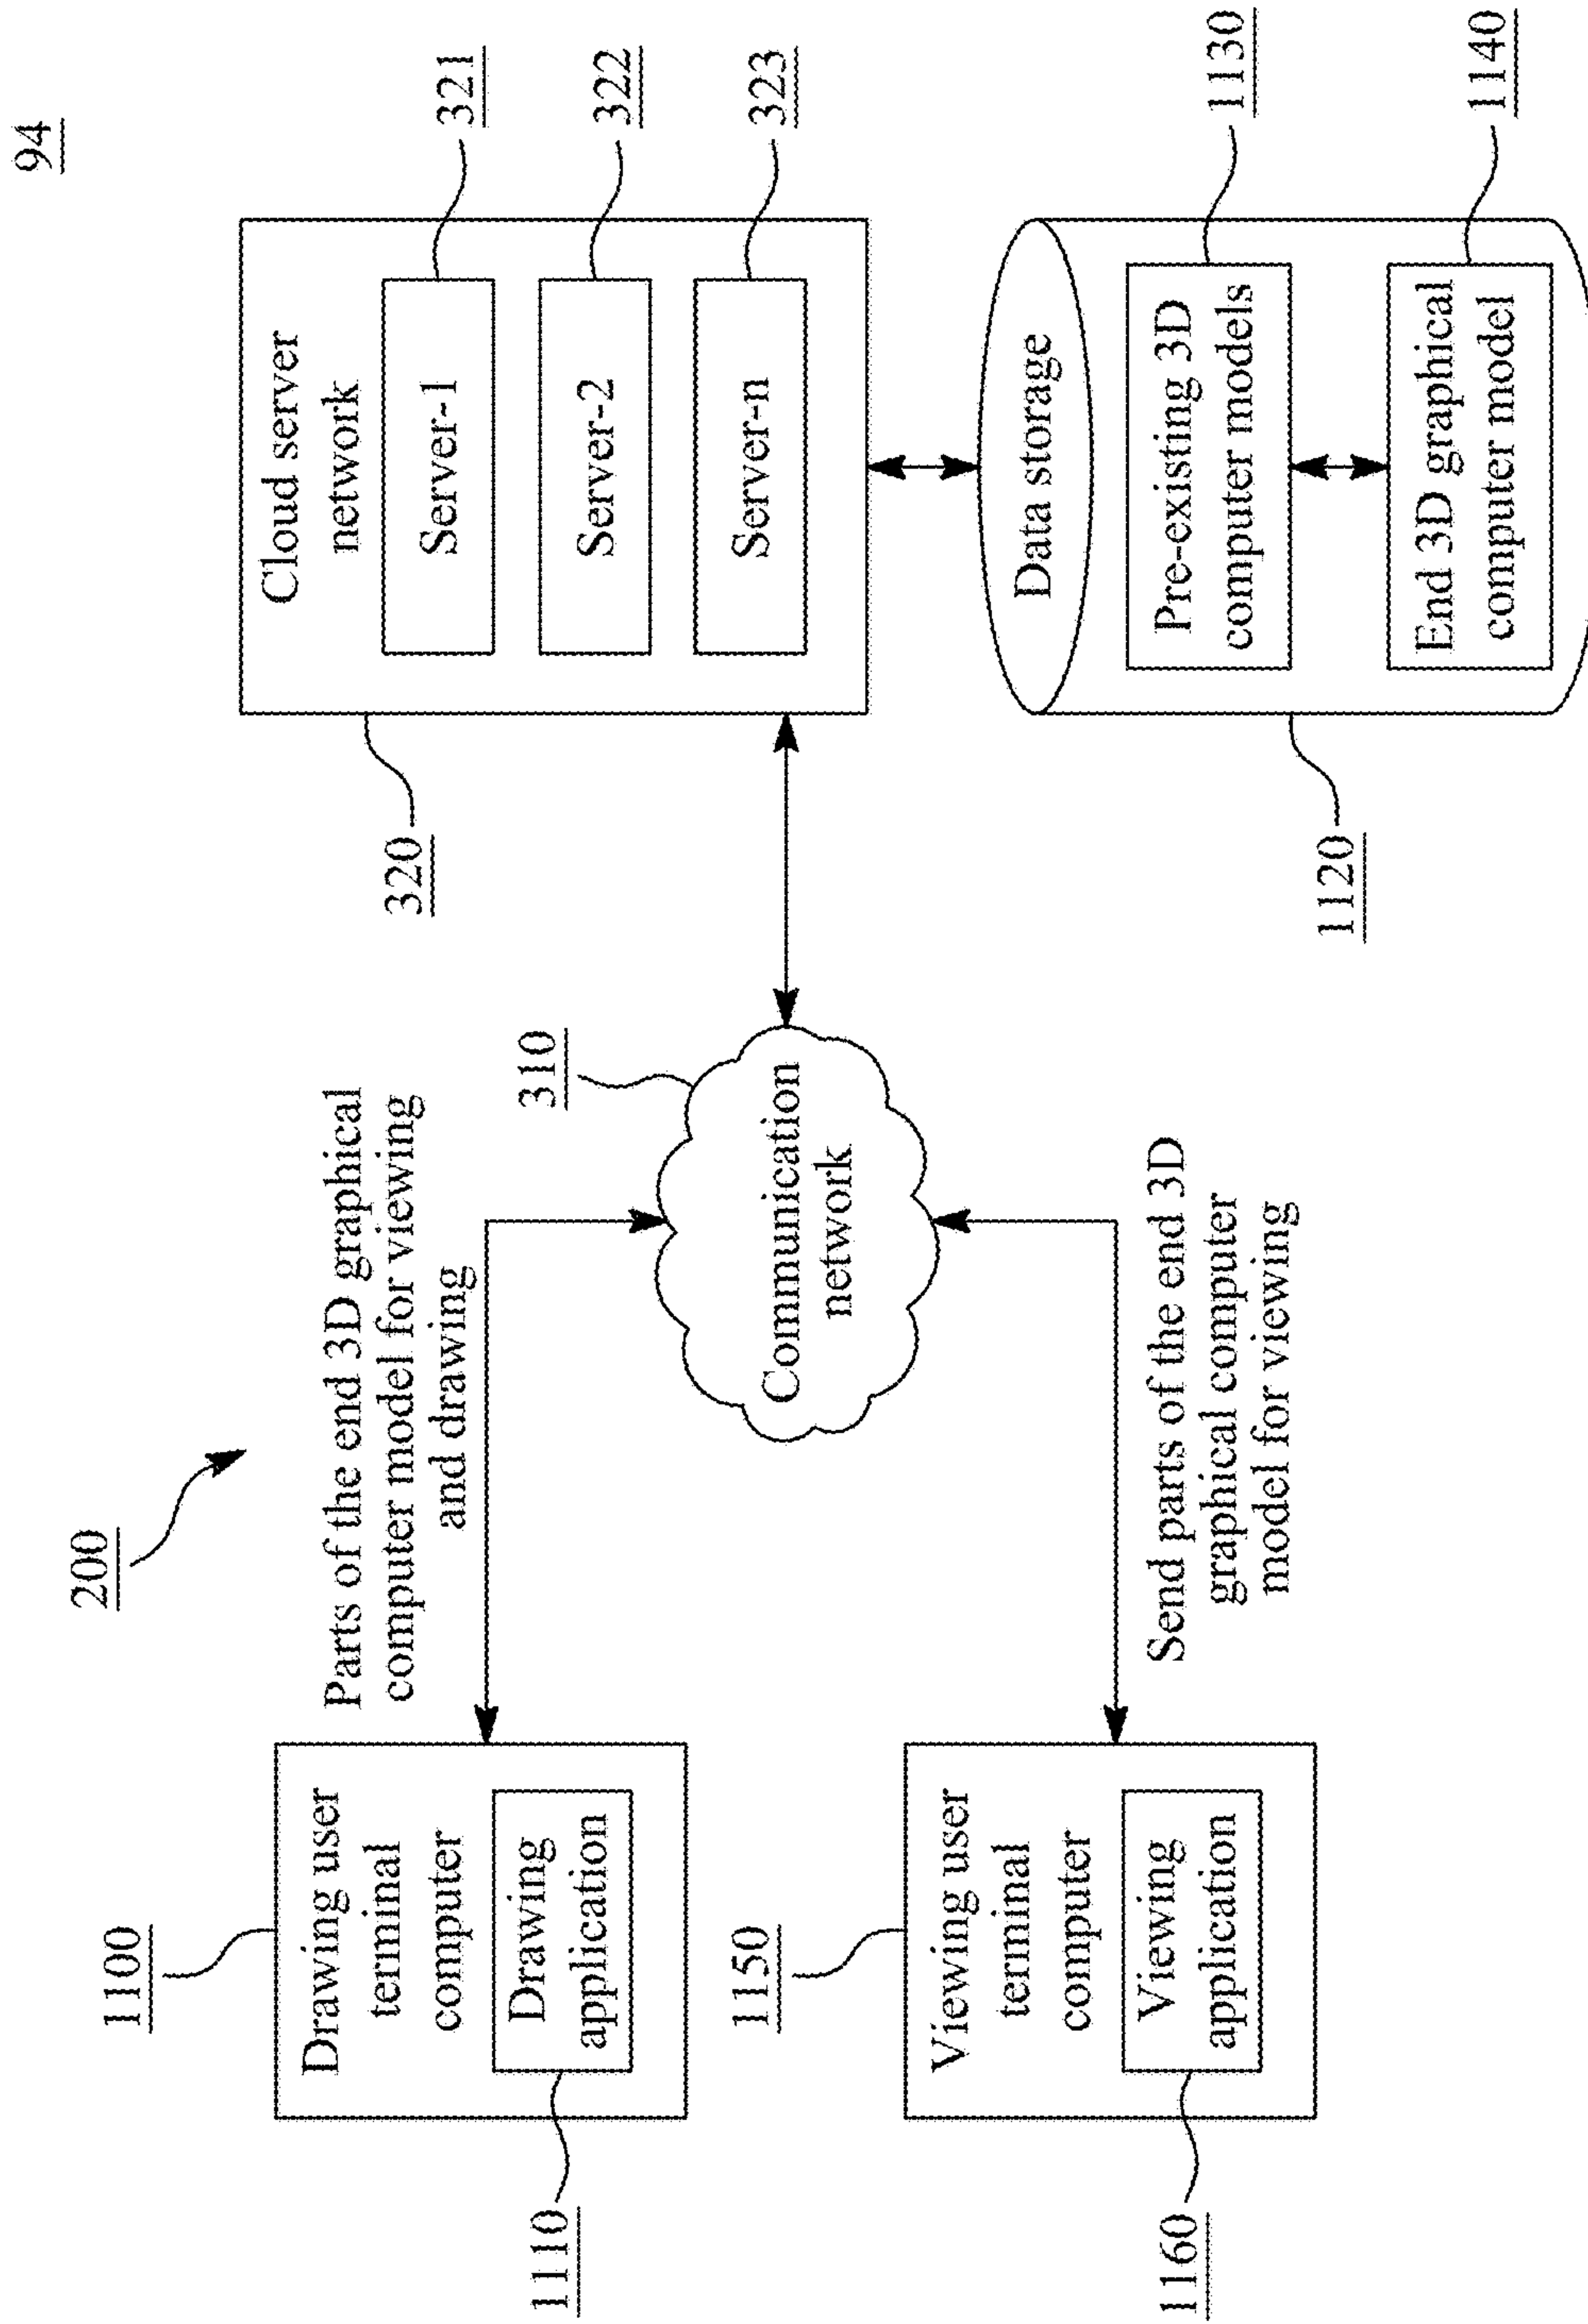 94
200
1100
Drawing user
terminal
computer
Drawing
application
1110
Parts of the end 3D graphical
computer model for viewing
and drawing
310
Communication
network
1150
Viewing user
terminal
computer
Viewing
application
1160
Send parts of the end 3D
graphical computer
model for viewing
320
Cloud server
network
Server-1
321
Server-2
322
Server-n
323
Data storage
1120
Pre-existing 3D
computer models
1130
End 3D graphical
computer model
1140